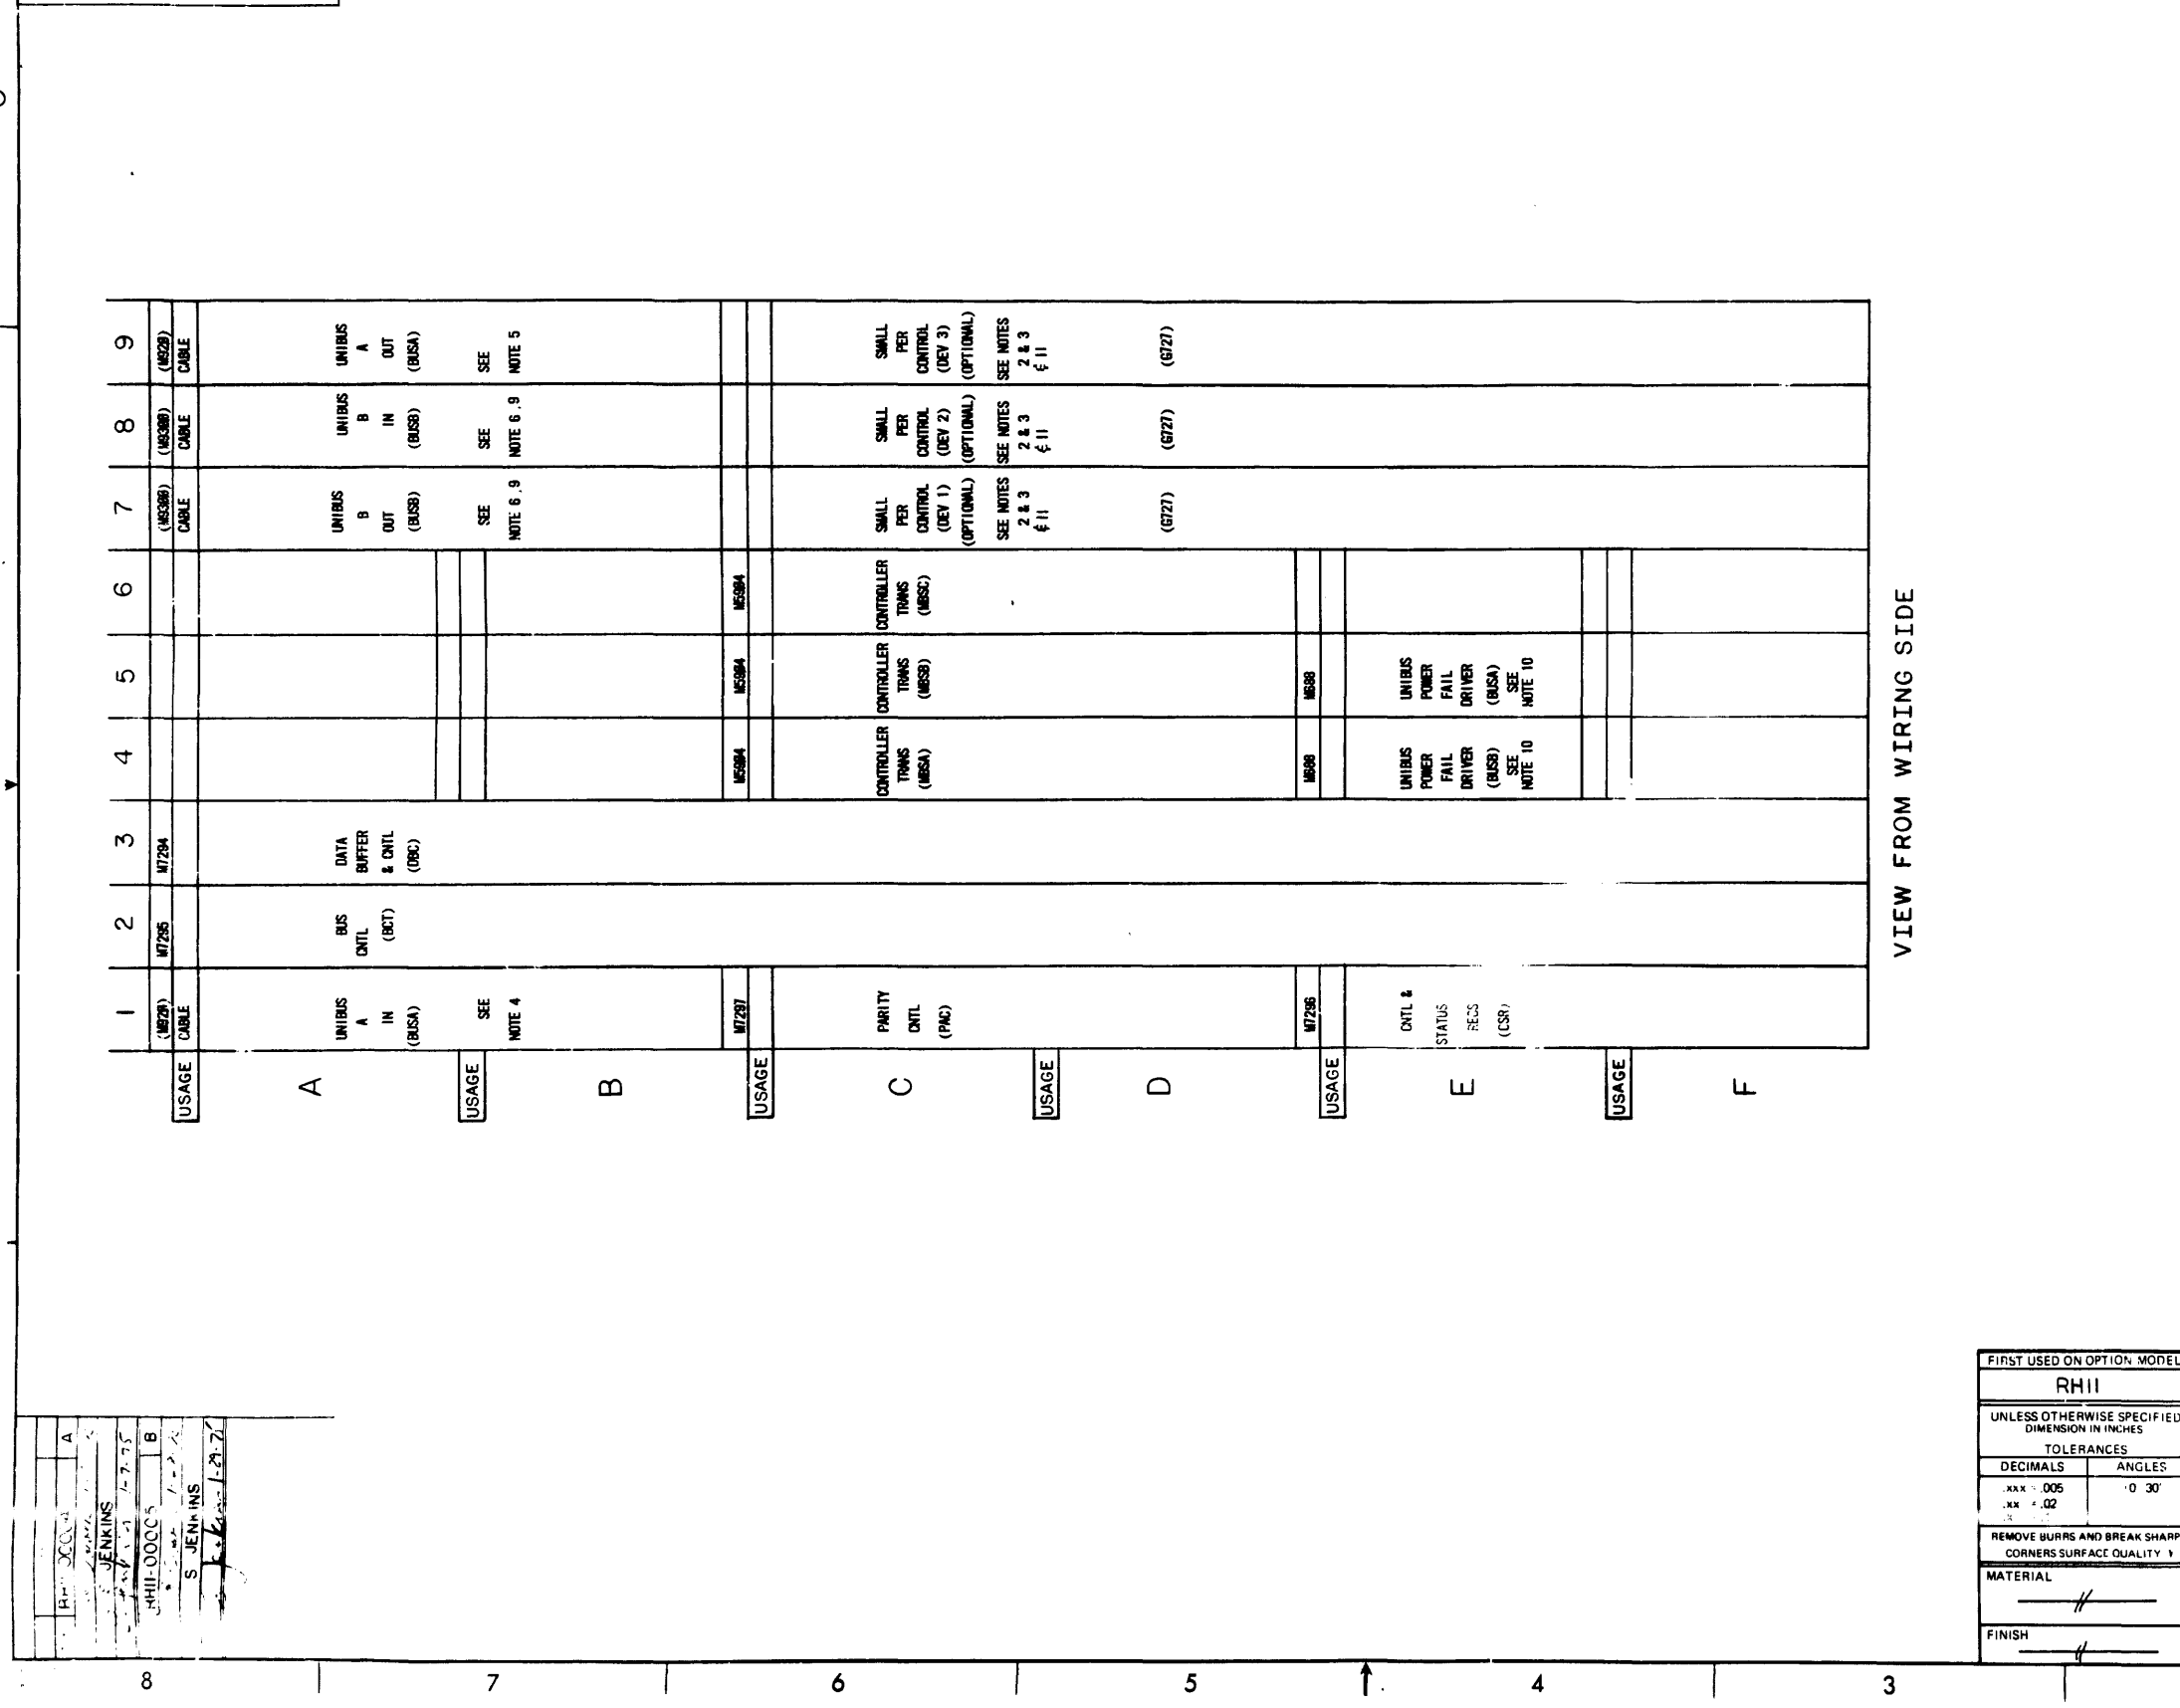 9
(M920)
CABLE
UNIBUS
A
OUT
(BUSA)
SEE
NOTE 5
SMALL
PER
CONTROL
(DEV 3)
(OPTIONAL)
SEE NOTES
2 & 3
¢ 11
(G727)
8
(M9300)
CABLE
UNIBUS
B
IN
(BUSB)
SEE
NOTE 6 ,9
SMALL
PER
CONTROL
(DEV 2)
(OPTIONAL)
SEE NOTES
2 & 3
¢ 11
(G727)
7
(M9300)
CABLE
UNIBUS
B
OUT
(BUSB)
SEE
NOTE 6 ,9
SMALL
PER
CONTROL
(DEV 1)
(OPTIONAL)
SEE NOTES
2 & 3
¢ 11
(G727)
6
M5904
CONTROLLER
TRANS
(MBSC)
5
M5904
CONTROLLER
TRANS
(MBSB)
M688
UNIBUS
POWER
FAIL
DRIVER
(BUSA)
SEE
NOTE 10
4
M5904
CONTROLLER
TRANS
(MBSA)
M688
UNIBUS
POWER
FAIL
DRIVER
(BUSB)
SEE
NOTE 10
3
M7294
DATA
BUFFER
& CNTL
(DBC)
2
M7295
BUS
CNTL
(BCT)
1
CABLE
UNIBUS
A
IN
(BUSA)
SEE
NOTE 4
M7297
PARITY
CNTL
(PAC)
M7296
CNTL &
STATUS
REGS
(CSR)
USAGE
A
USAGE
B
USAGE
C
USAGE
D
USAGE
E
USAGE
F
VIEW FROM WIRING SIDE
A
JENKINS
1-7-75
RH11-00005
B
S JENKINS
FIRST USED ON OPTION MODEL
RH11
UNLESS OTHERWISE SPECIFIED
DIMENSION IN INCHES
TOLERANCES
DECIMALS
ANGLES
.xxx .005
0 30'
.xx .02
REMOVE BURRS AND BREAK SHARP
CORNERS SURFACE QUALITY
MATERIAL
FINISH
8
7
6
5
4
3